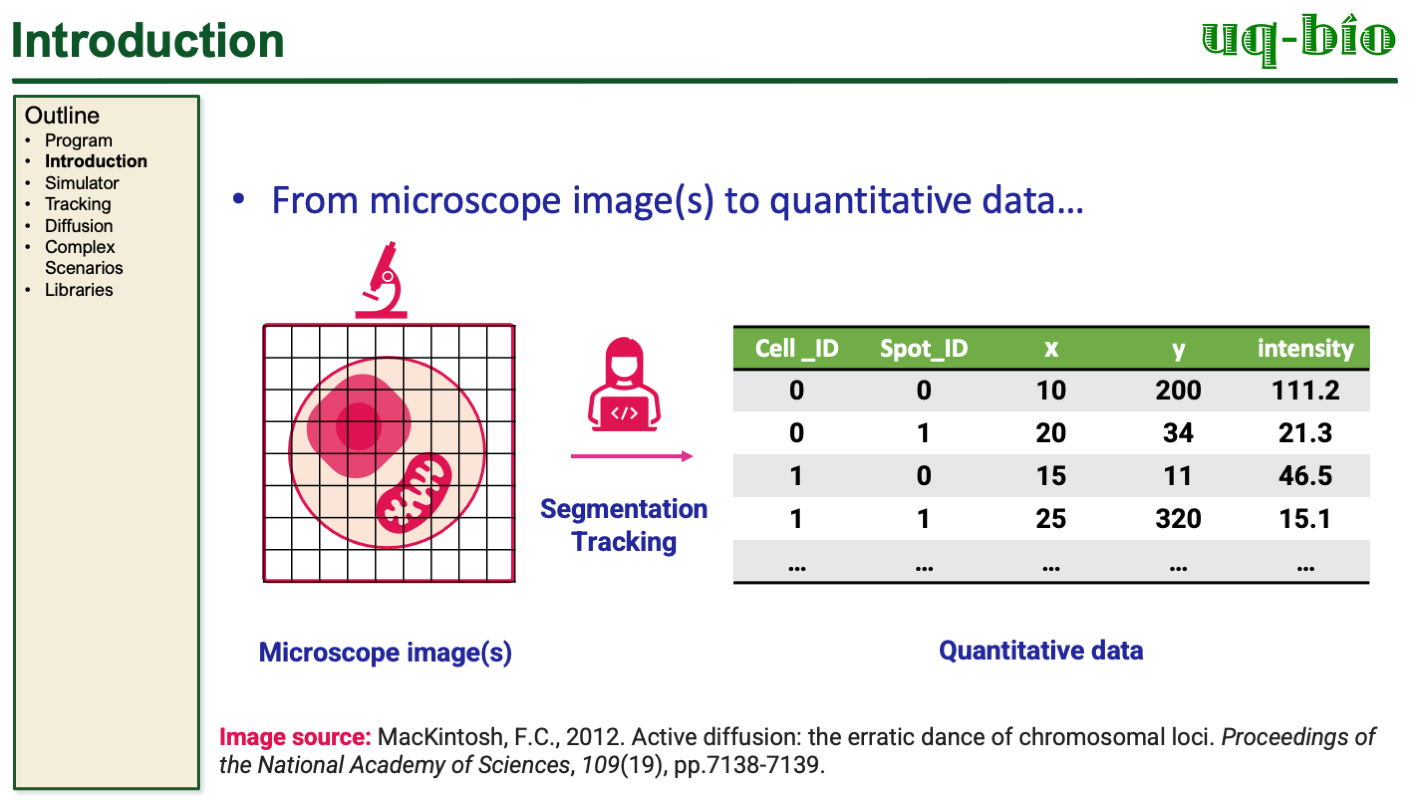 Introduction
uq-bio
Outline
• Program
• Introduction
• Simulator
• Tracking
• Diffusion
• Complex
Scenarios
• Libraries
• From microscope image(s) to quantitative data...
</>
Segmentation
Tracking
Cell _ID Spot_ID x y intensity
0 0 10 200 111.2
0 1 20 34 21.3
1 0 15 11 46.5
1 1 25 320 15.1
... ... ... ... ...
Microscope image(s)
Quantitative data
Image source: MacKintosh, F.C., 2012. Active diffusion: the erratic dance of chromosomal loci. Proceedings of
the National Academy of Sciences, 109(19), pp.7138-7139.